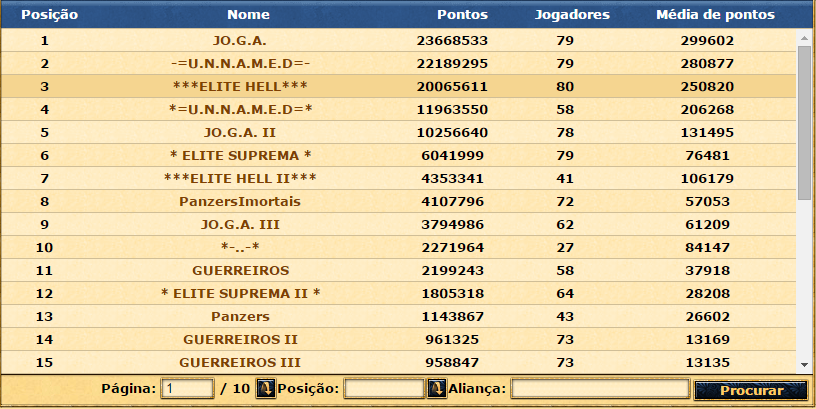 Posição Nome Pontos Jogadores Média de pontos
1 JO.G.A. 23668533 79 299602
2 -=U.N.N.A.M.E.D=- 22189295 79 280877
3 ***ELITE HELL*** 20065611 80 250820
4 *=U.N.N.A.M.E.D=* 11963550 58 206268
5 JO.G.A. II 10256640 78 131495
6 * ELITE SUPREMA * 6041999 79 76481
7 ***ELITE HELL II*** 4353341 41 106179
8 PanzersImortais 4107796 72 57053
9 JO.G.A. III 3794986 62 61209
10 *-..-* 2271964 27 84147
11 GUERREIROS 2199243 58 37918
12 * ELITE SUPREMA II * 1805318 64 28208
13 Panzers 1143867 43 26602
14 GUERREIROS II 961325 73 13169
15 GUERREIROS III 958847 73 13135
Página: 1 / 10 Posição: Aliança: Procurar